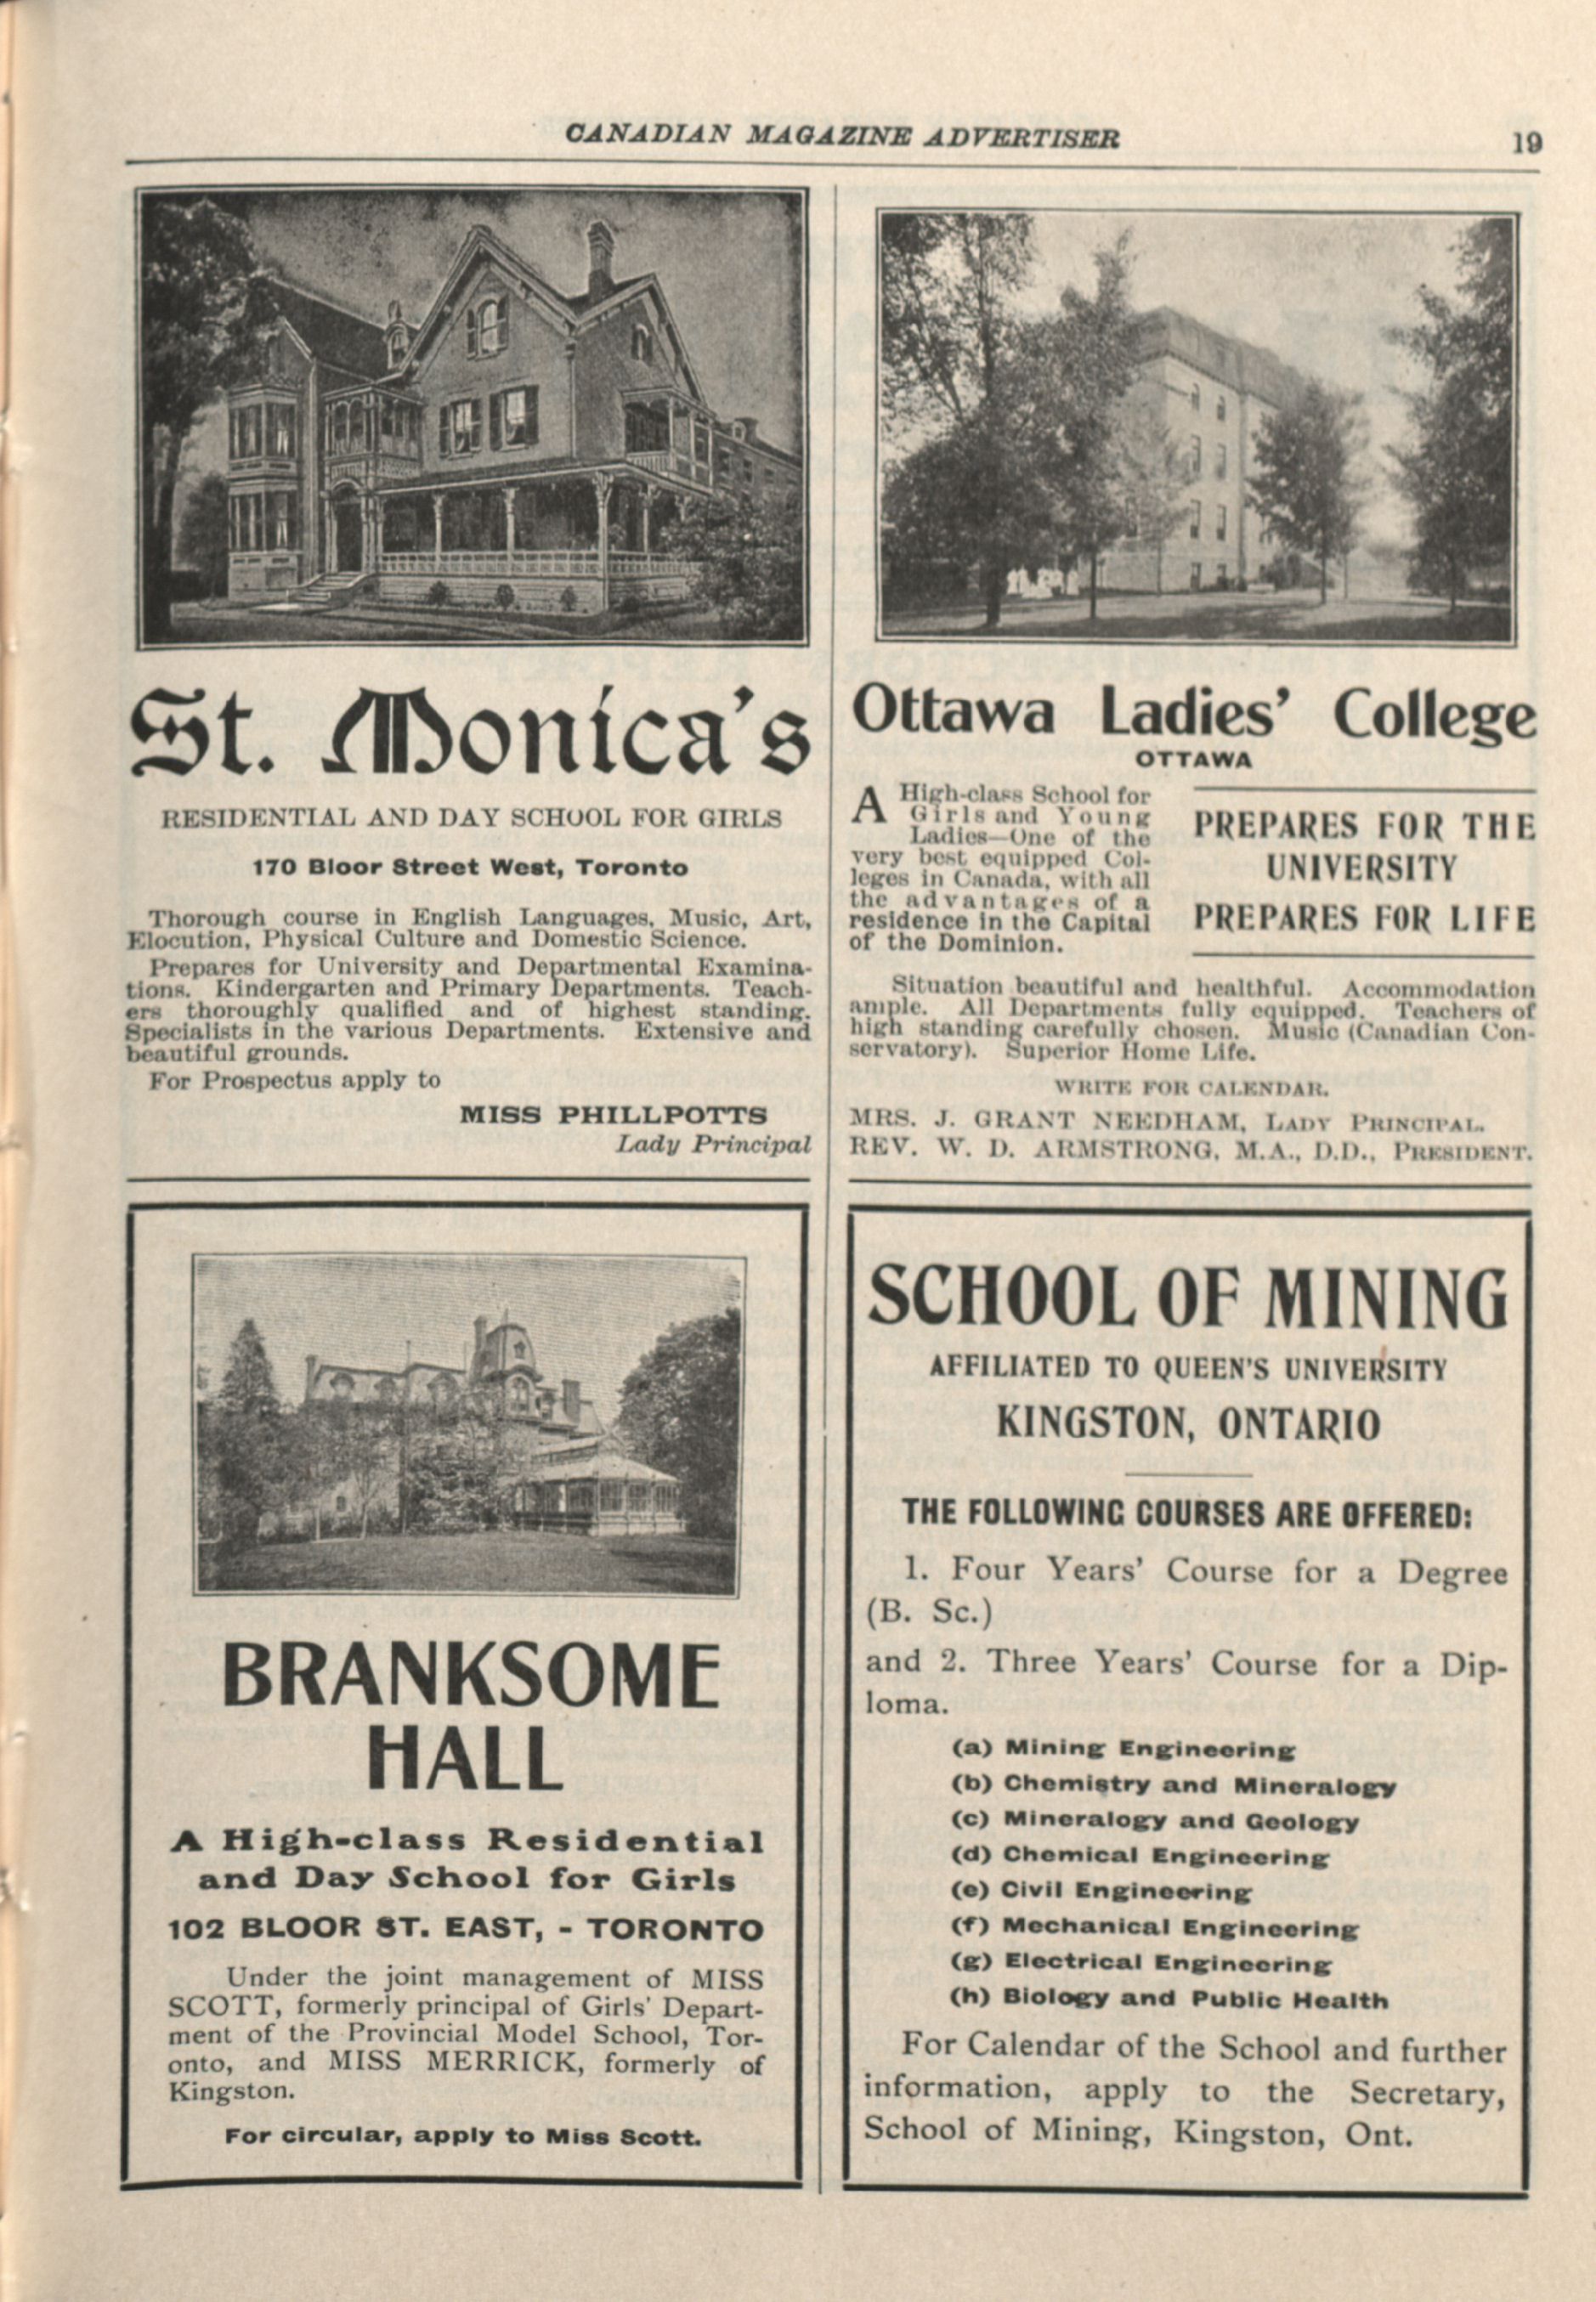 CANADIAN MAGAZINE ADVERTISER
19
St. Monica's
RESIDENTIAL AND DAY SCHOOL FOR GIRLS
170 Bloor Street West, Toronto
Thorough course in English Languages, Music, Art,
Elocution, Physical Culture and Domestic Science.
Prepares for University and Departmental Examina-
tions. Kindergarten and Primary Departments. Teach-
ers thoroughly qualified and of highest standing.
Specialists in the various Departments. Extensive and
beautiful grounds.
For Prospectus apply to
MISS PHILLPOTTS
Lady Principal
Ottawa Ladies' College
OTTAWA
A High-class School for
Girls and Young
Ladies—One of the
very best equipped Col-
leges in Canada, with all
the advantages of a
residence in the Capital
of the Dominion.
PREPARES FOR THE
UNIVERSITY
PREPARES FOR LIFE
Situation beautiful and healthful. Accommodation
ample. All Departments fully equipped. Teachers of
high standing carefully chosen. Music (Canadian Con-
servatory). Superior Home Life.
WRITE FOR CALENDAR.
MRS. J. GRANT NEEDHAM, LADY PRINCIPAL.
REV. W. D. ARMSTRONG, M.A., D.D., PRESIDENT.
BRANKSOME
HALL
A High-class Residential
and Day School for Girls
102 BLOOR ST. EAST, - TORONTO
Under the joint management of MISS
SCOTT, formerly principal of Girls' Depart-
ment of the Provincial Model School, Tor-
onto, and MISS MERRICK, formerly of
Kingston.
For circular, apply to Miss Scott.
SCHOOL OF MINING
AFFILIATED TO QUEEN'S UNIVERSITY
KINGSTON, ONTARIO
THE FOLLOWING COURSES ARE OFFERED:
1. Four Years' Course for a Degree
(B. Sc.)
and 2. Three Years' Course for a Dip-
loma.
(a) Mining Engineering
(b) Chemistry and Mineralogy
(c) Mineralogy and Geology
(d) Chemical Engineering
(e) Civil Engineering
(f) Mechanical Engineering
(g) Electrical Engineering
(h) Biology and Public Health
For Calendar of the School and further
information, apply to the Secretary,
School of Mining, Kingston, Ont.